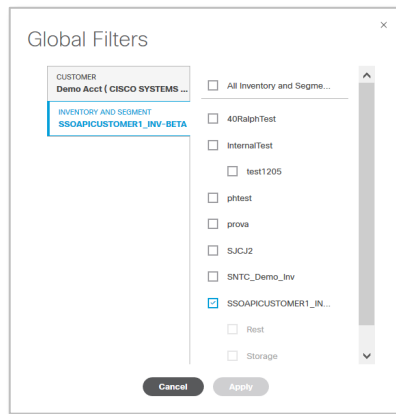 Global Filters
CUSTOMER
Demo Acct ( CISCO SYSTEMS ...
INVENTORY AND SEGMENT
SSOAPICUSTOMER1_INV-BETA
All Inventory and Segme...
40RalphTest
InternalTest
test1205
phtest
prova
SJCJ2
SNTC_Demo_Inv
SSOAPICUSTOMER1_IN...
Rest
Storage
Cancel
Apply